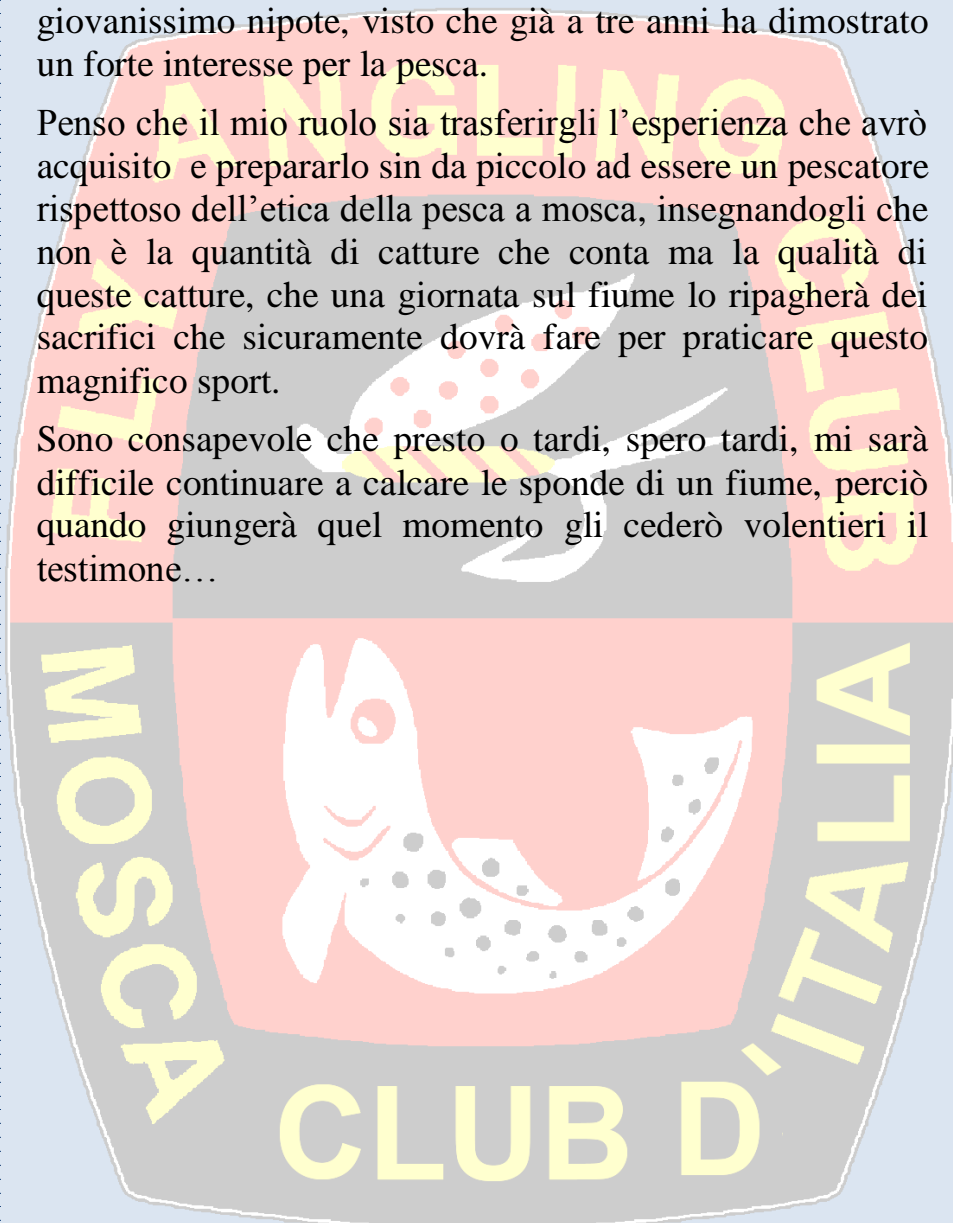 giovanissimo nipote, visto che già a tre anni ha dimostrato
un forte interesse per la pesca.
Penso che il mio ruolo sia trasferirgli l’esperienza che avrò
acquisito e prepararlo sin da piccolo ad essere un pescatore
rispettoso dell’etica della pesca a mosca, insegnandogli che
non è la quantità di catture che conta ma la qualità di
queste catture, che una giornata sul fiume lo ripagherà dei
sacrifici che sicuramente dovrà fare per praticare questo
magnifico sport.
Sono consapevole che presto o tardi, spero tardi, mi sarà
difficile continuare a calcare le sponde di un fiume, perciò
quando giungerà quel momento gli cederò volentieri il
testimone…
FLY ANGLING CLUB
MOSCA CLUB D'ITALIA